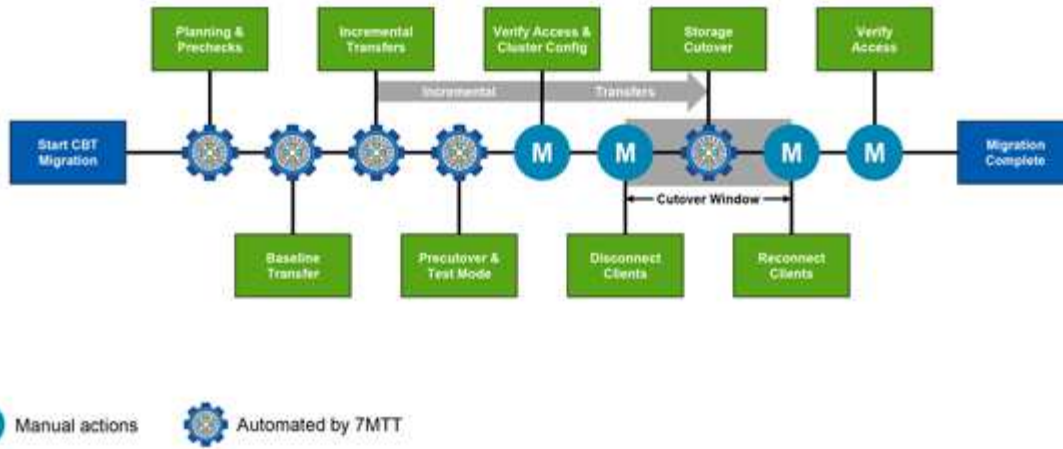 Planning &
Prechecks
Incremental
Transfers
Verify Access &
Cluster Config
Storage
Cutover
Verify
Access
Incremental
Transfers
Start CBT
Migration
M
M
M
M
Migration
Complete
Cutover Window
Baseline
Transfer
Precutover &
Test Mode
Disconnect
Clients
Reconnect
Clients
Manual actions
Automated by 7MTT